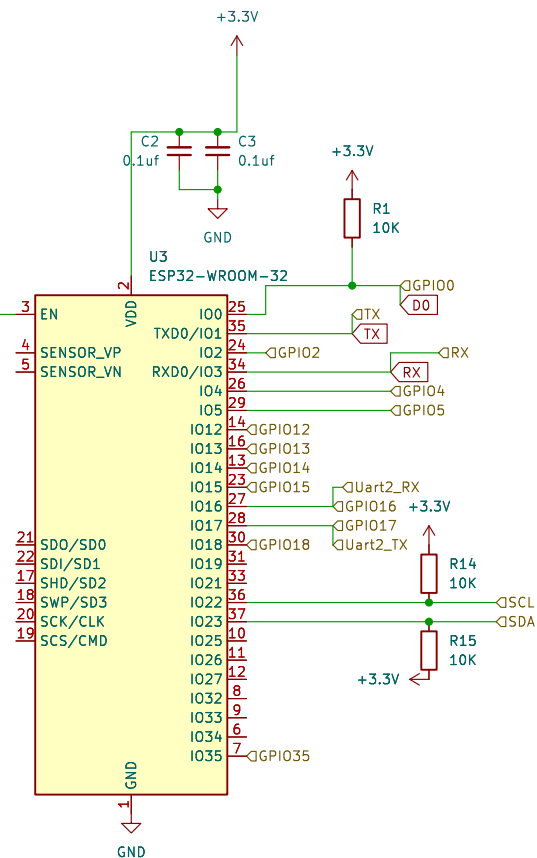 +3.3V
C2
0.1uf
C3
0.1uf
GND
+3.3V
R1
10K
U3
ESP32-WROOM-32
2
VDD
3 EN
4 SENSOR_VP
5 SENSOR_VN
21 SDO/SD0
22 SDI/SD1
17 SHD/SD2
18 SWP/SD3
20 SCK/CLK
19 SCS/CMD
IO0 25 GPIO0
D0
TX
TXD0/IO1 35 TX
IO2 24 GPIO2 RX
RXD0/IO3 34 RX
IO4 26 GPIO4
IO5 29 GPIO5
IO12 14 GPIO12
IO13 16 GPIO13
IO14 13 GPIO14
IO15 23 GPIO15 Uart2_RX
IO16 27 GPIO16 +3.3V
IO17 28 GPIO17
IO18 30 GPIO18 Uart2_TX
IO19 31
R14
10K
IO21 33
IO22 36 SCL
IO23 37 SDA
IO25 10
R15
10K
IO26 11
IO27 12 +3.3V
IO32 8
IO33 9
IO34 6
IO35 7 GPIO35
GND
1
GND